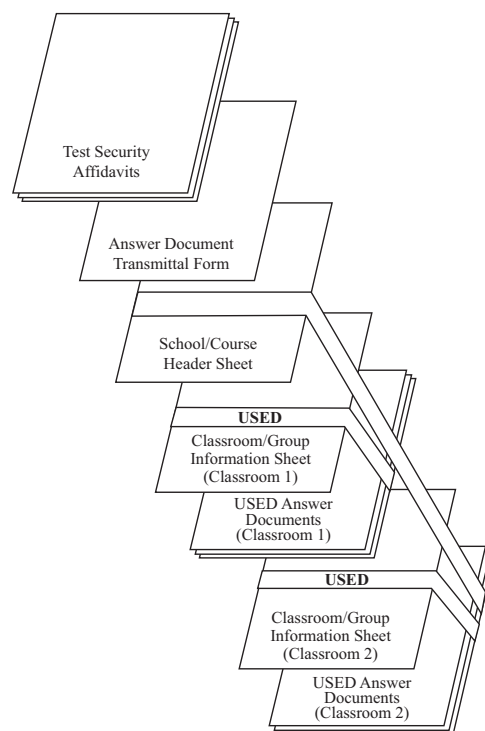 Test Security
Affidavits
Answer Document
Transmittal Form
School/Course
Header Sheet
USED
Classroom/Group
Information Sheet
(Classroom 1)
USED Answer
Documents
(Classroom 1)
USED
Classroom/Group
Information Sheet
(Classroom 2)
USED Answer
Documents
(Classroom 2)